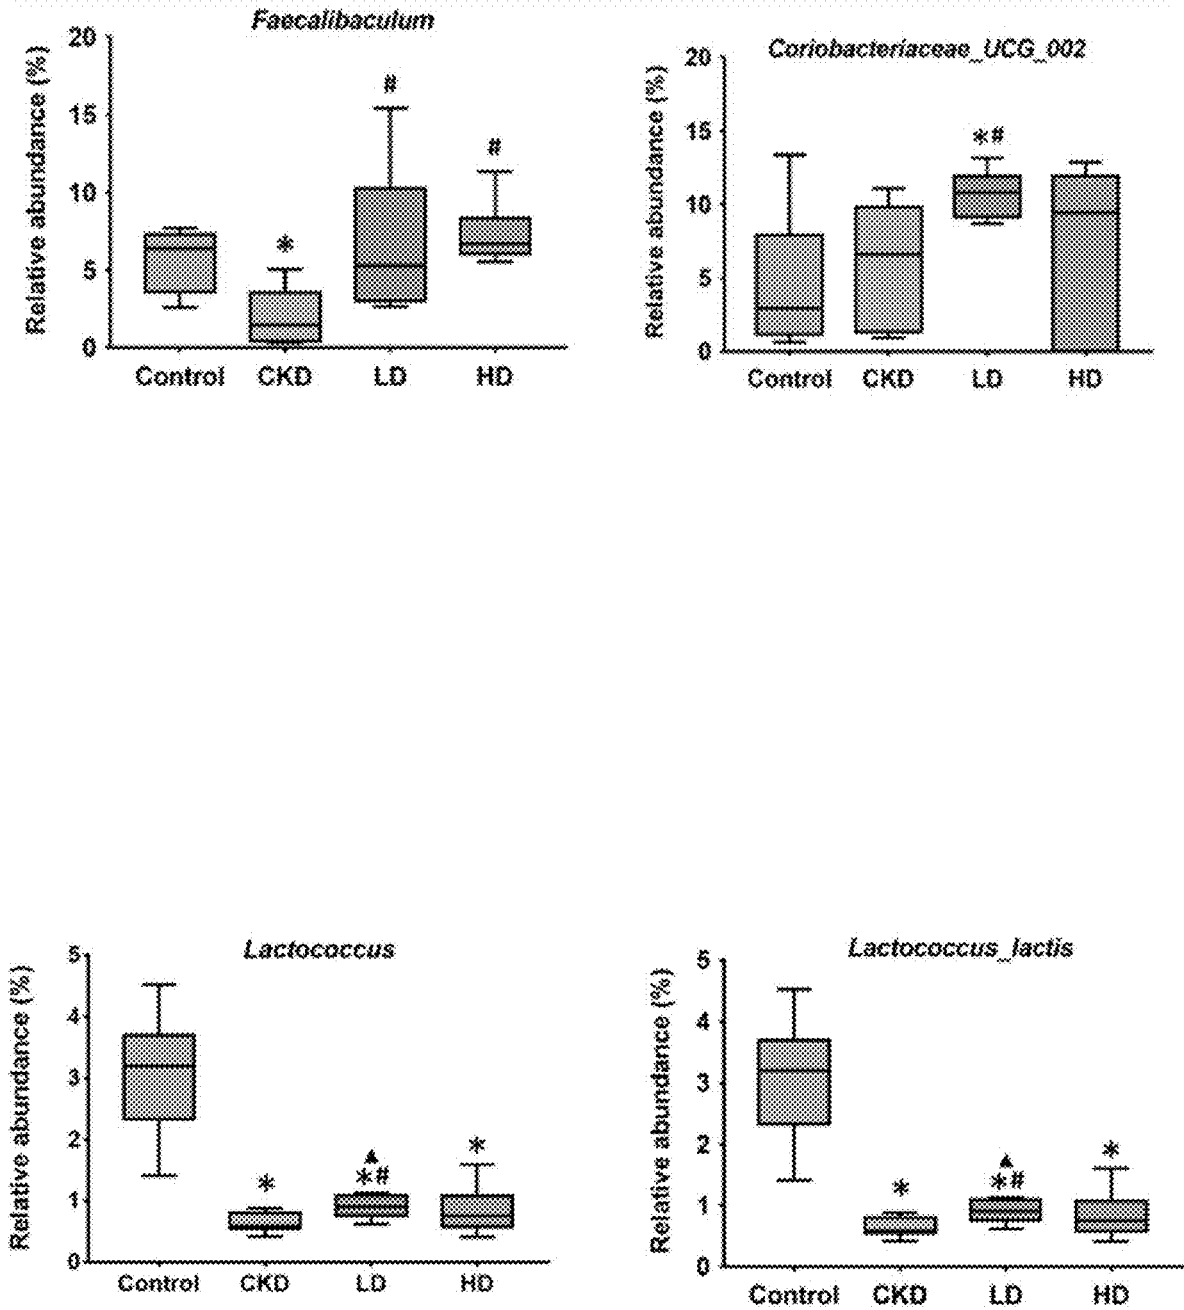 Faecalibaculum
Relative abundance (%)
20
15
10
5
0
#
#
*
Control CKD LD HD
Coriobacteriaceae_UCG_002
Relative abundance (%)
20
15
10
5
0
*#
Control CKD LD HD
Lactococcus
Relative abundance (%)
5
4
3
2
1
0
▲
* *# *
Control CKD LD HD
Lactococcus_lactis
Relative abundance (%)
5
4
3
2
1
0
▲
* *# *
Control CKD LD HD